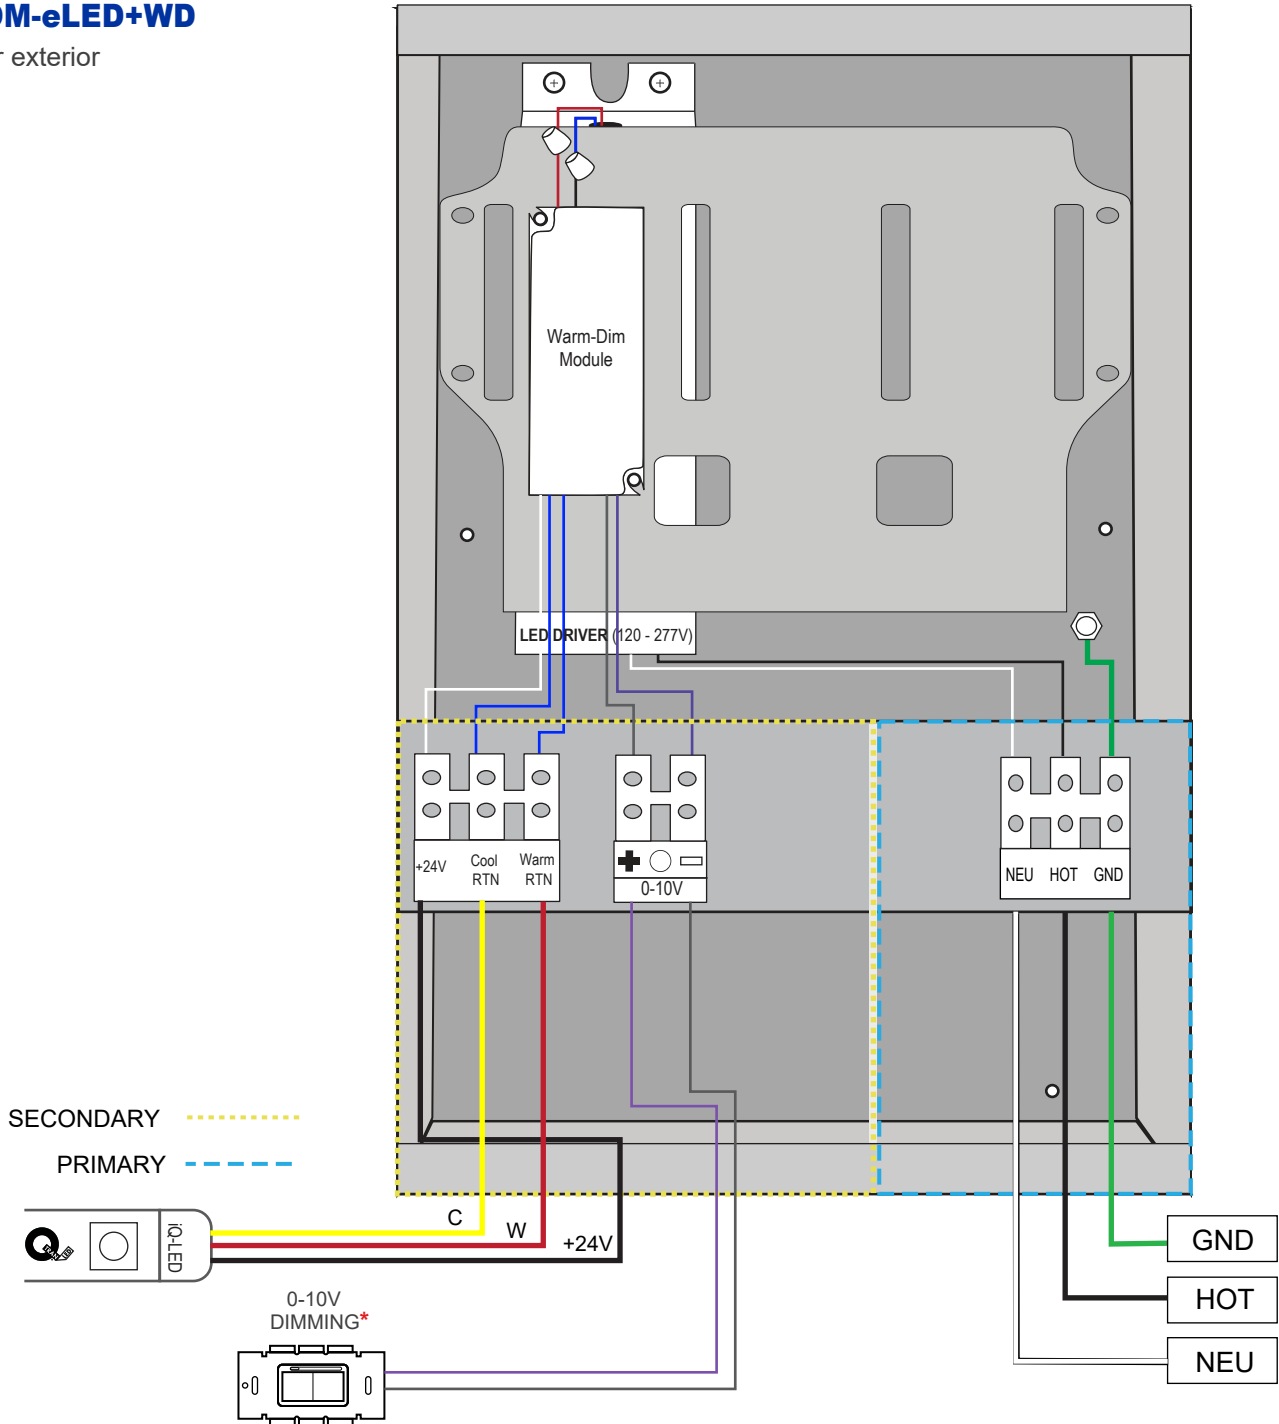 OM-eLED+WD
r exterior
Warm-Dim
Module
LED DRIVER (120 - 277V)
+24V
Cool
RTN
Warm
RTN
0-10V
NEU HOT GND
SECONDARY
PRIMARY
iQ-LED
C
W
+24V
0-10V
DIMMING*
GND
HOT
NEU